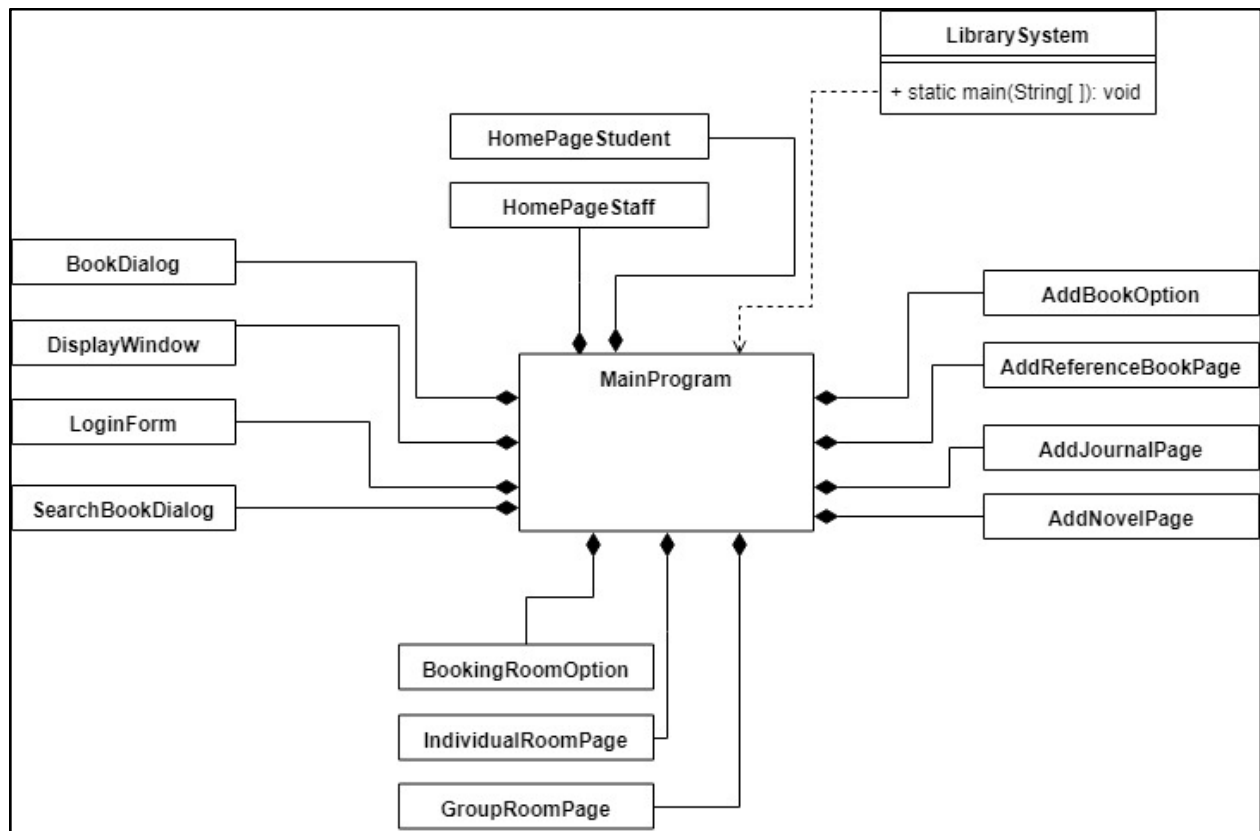 LibrarySystem
+ static main(String[ ]): void
HomePageStudent
HomePageStaff
BookDialog
DisplayWindow
LoginForm
SearchBookDialog
MainProgram
AddBookOption
AddReferenceBookPage
AddJournalPage
AddNovelPage
BookingRoomOption
IndividualRoomPage
GroupRoomPage